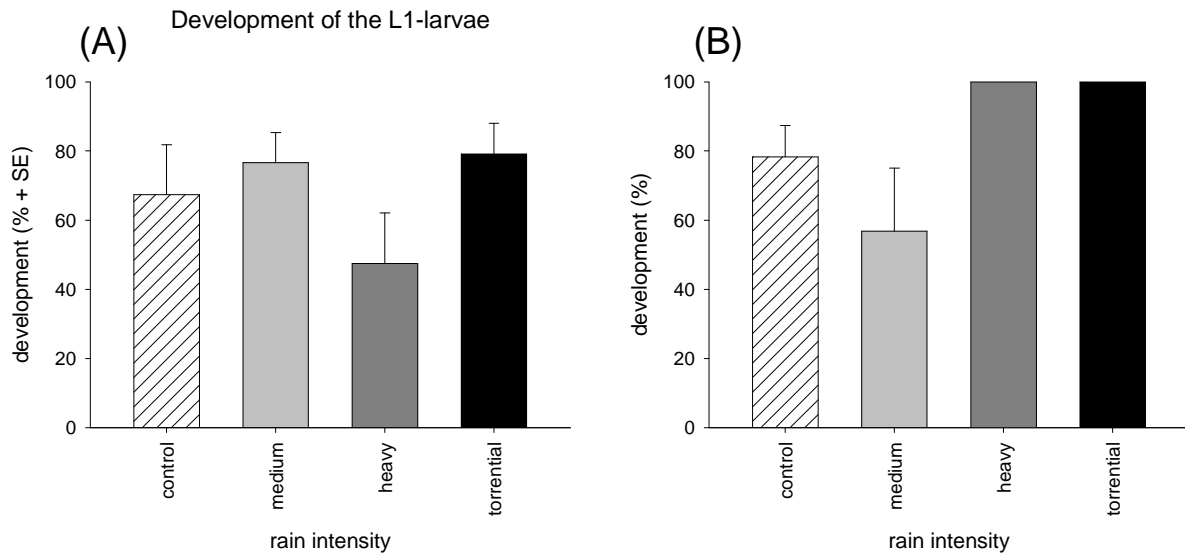 Development of the L1-larvae
(A)
development (% + SE)
100
80
60
40
20
0
control
medium
heavy
torrential
rain intensity
(B)
development (%)
100
80
60
40
20
0
control
medium
heavy
torrential
rain intensity